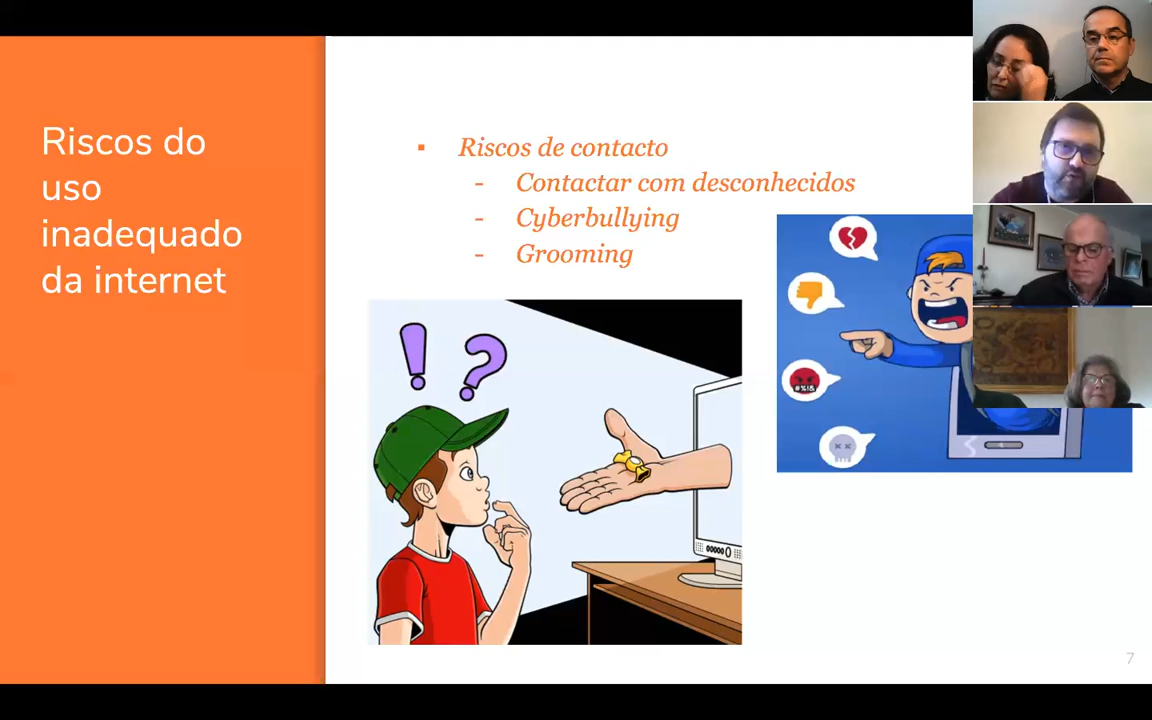 Riscos do
uso
inadequado
da internet
▪ Riscos de contacto
- Contactar com desconhecidos
- Cyberbullying
- Grooming
! ?
#%!
7